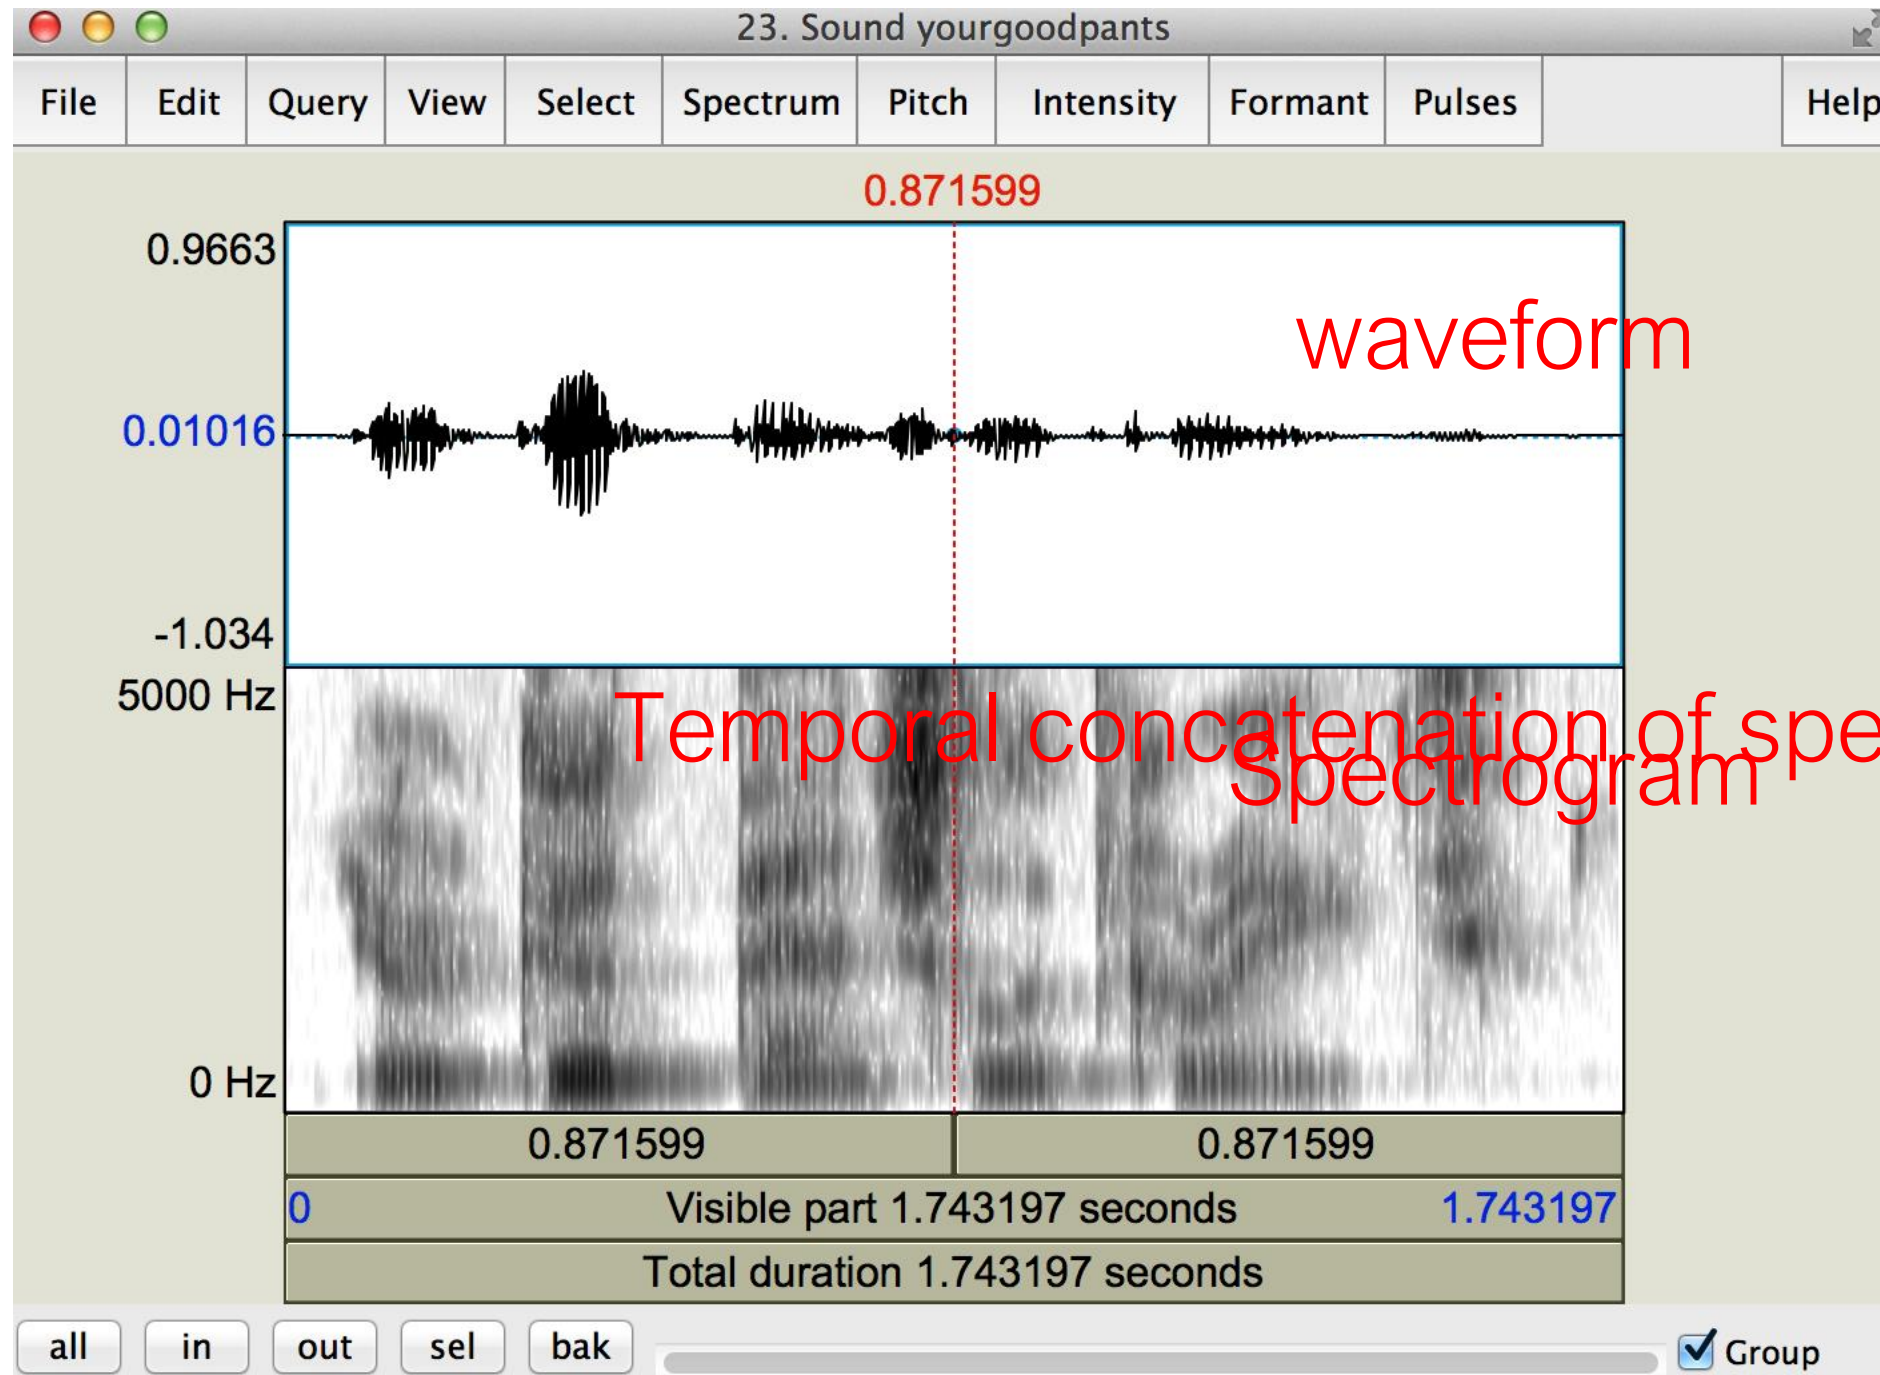 23. Sound yourgoodpants
File Edit Query View Select Spectrum Pitch Intensity Formant Pulses Help
0.871599
0.9663
waveform
0.01016
-1.034
5000 Hz
Temporal concatenation of spe
Spectrogram
0 Hz
0.871599 0.871599
0 Visible part 1.743197 seconds 1.743197
Total duration 1.743197 seconds
all in out sel bak Group